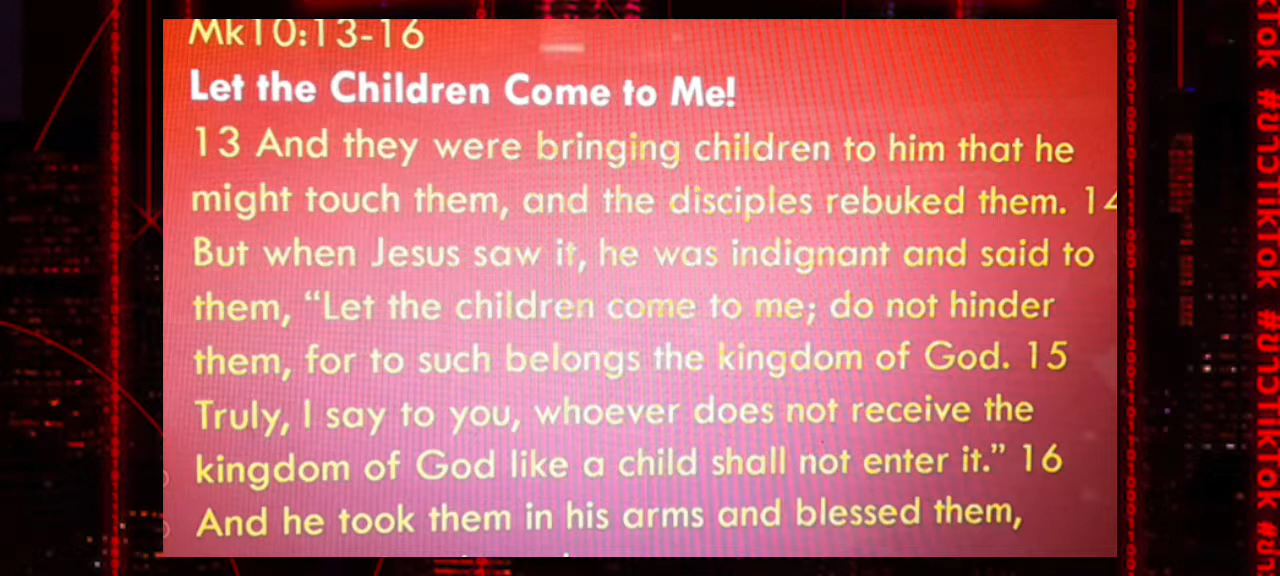 Mk10:13-16
Let the Children Come to Me!
13 And they were bringing children to him that he
might touch them, and the disciples rebuked them. 14
But when Jesus saw it, he was indignant and said to
them, “Let the children come to me; do not hinder
them, for to such belongs the kingdom of God. 15
Truly, I say to you, whoever does not receive the
kingdom of God like a child shall not enter it.” 16
And he took them in his arms and blessed them,